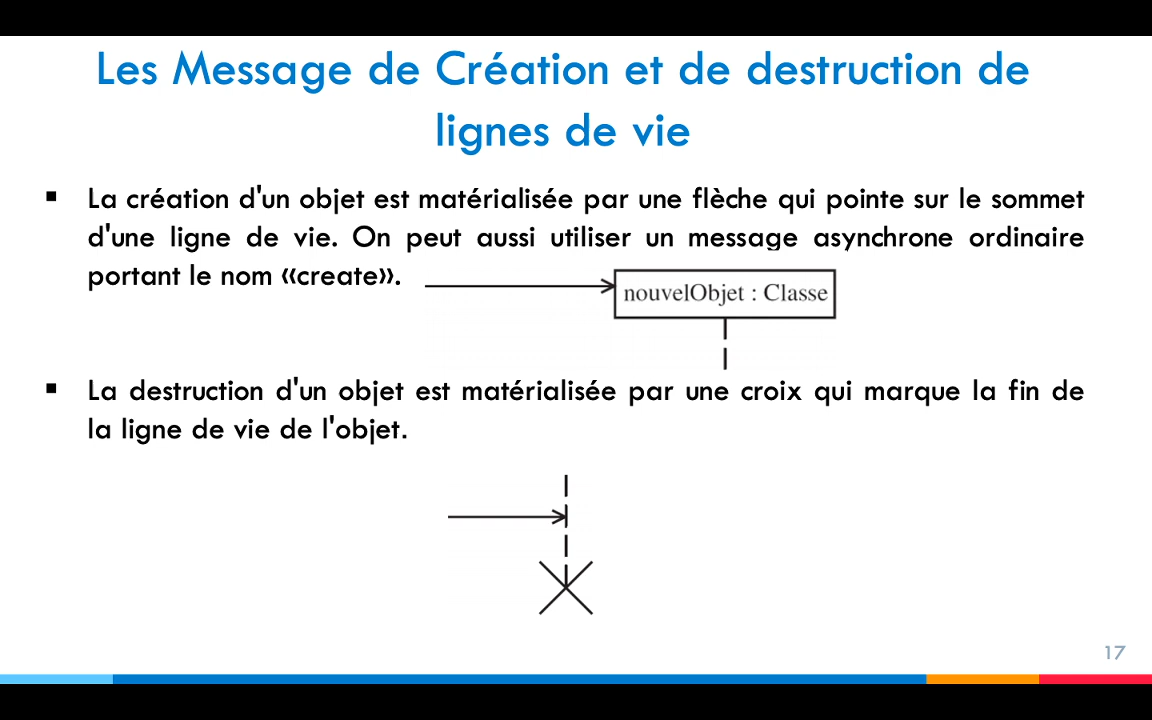 Les Message de Création et de destruction de
lignes de vie
La création d'un objet est matérialisée par une flèche qui pointe sur le sommet
d'une ligne de vie. On peut aussi utiliser un message asynchrone ordinaire
portant le nom «create».
nouvelObjet : Classe
La destruction d'un objet est matérialisée par une croix qui marque la fin de
la ligne de vie de l'objet.
17